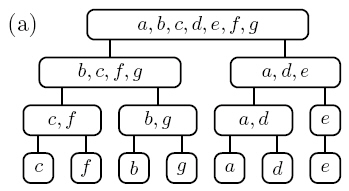 (a)
a, b, c, d, e, f, g
b, c, f, g a, d, e
c, f b, g a, d e
c f b g a d e